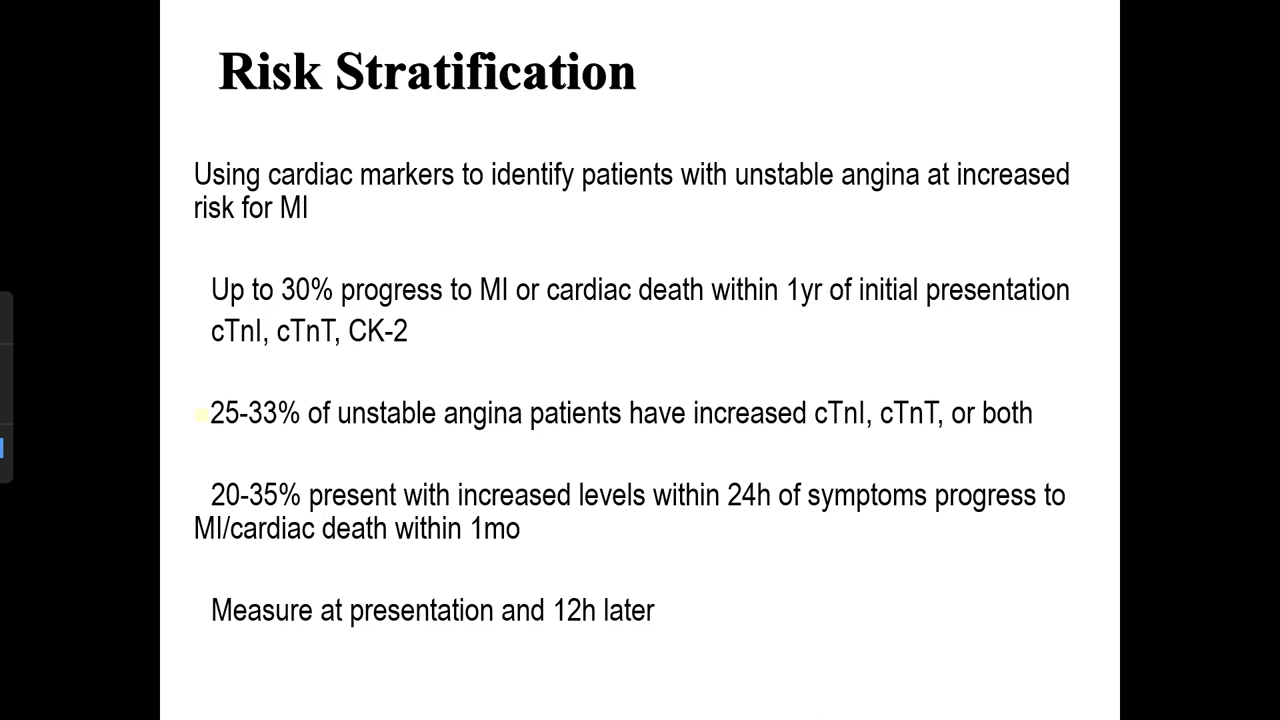 Risk Stratification
Using cardiac markers to identify patients with unstable angina at increased
risk for MI
Up to 30% progress to MI or cardiac death within 1yr of initial presentation
cTnI, cTnT, CK-2
25-33% of unstable angina patients have increased cTnI, cTnT, or both
20-35% present with increased levels within 24h of symptoms progress to
MI/cardiac death within 1mo
Measure at presentation and 12h later